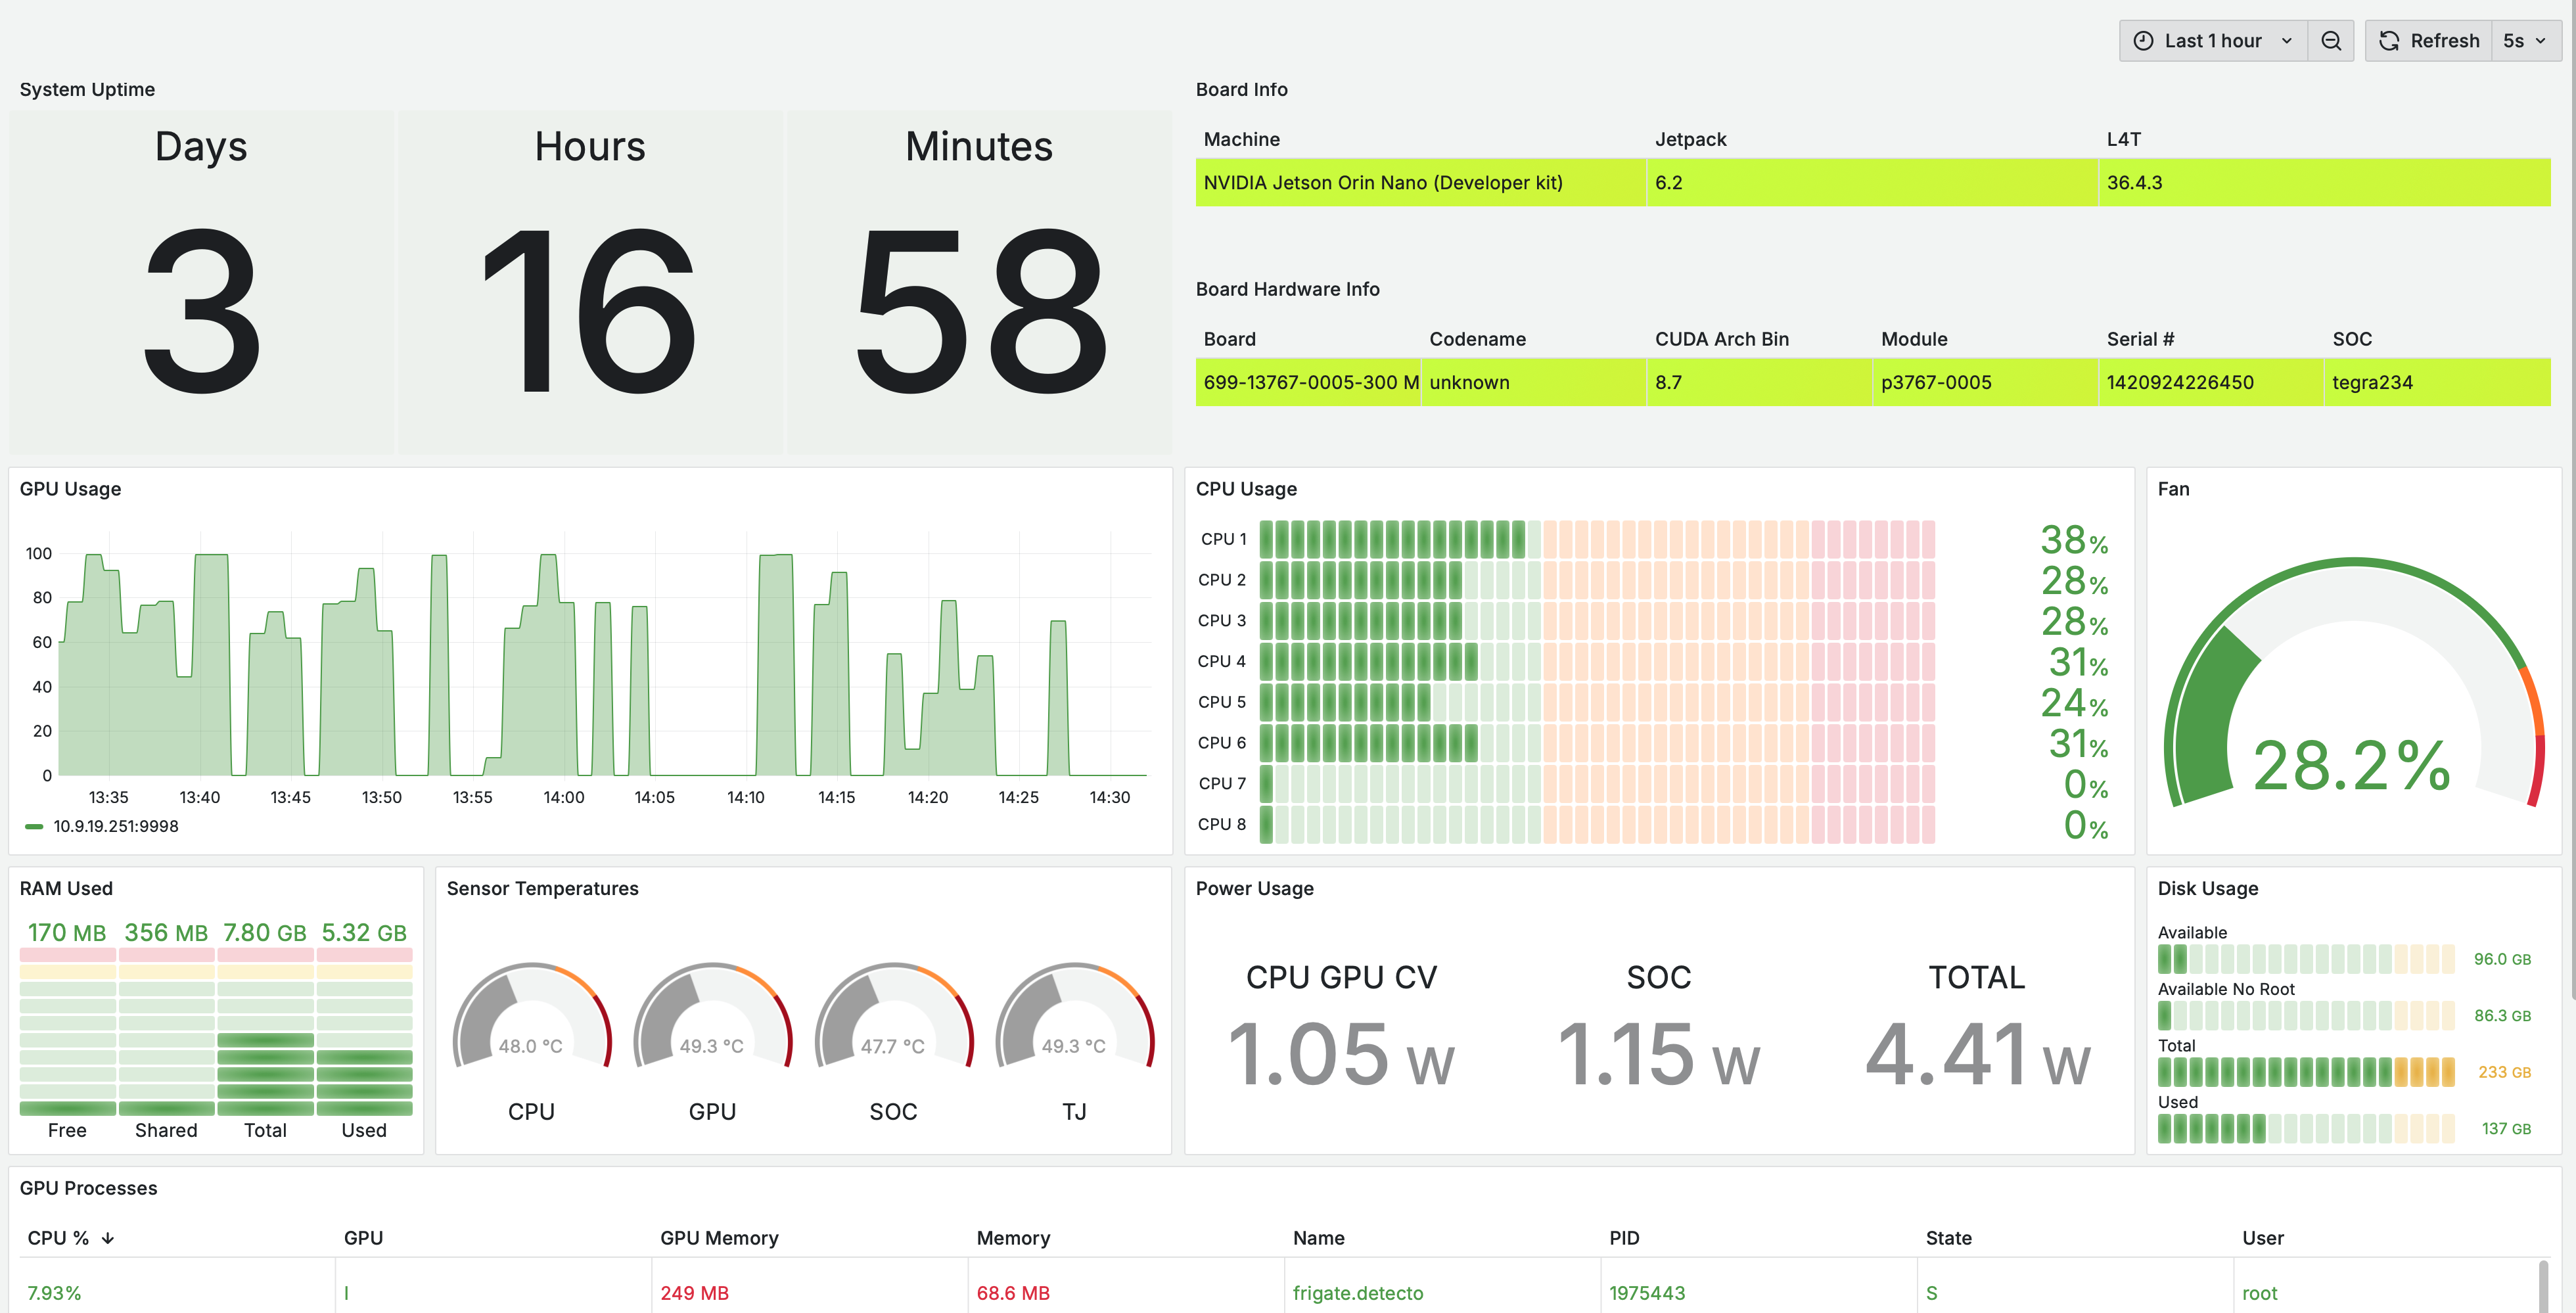 Last 1 hour
Refresh
5s
System Uptime
Days
Hours
Minutes
3
16
58
Board Info
Machine
Jetpack
L4T
NVIDIA Jetson Orin Nano (Developer kit)
6.2
36.4.3
Board Hardware Info
Board
Codename
CUDA Arch Bin
Module
Serial #
SOC
699-13767-0005-300 M
unknown
8.7
p3767-0005
1420924226450
tegra234
GPU Usage
100
80
60
40
20
0
13:35
13:40
13:45
13:50
13:55
14:00
14:05
14:10
14:15
14:20
14:25
14:30
10.9.19.251:9998
CPU Usage
CPU 1
38%
CPU 2
28%
CPU 3
28%
CPU 4
31%
CPU 5
24%
CPU 6
31%
CPU 7
0%
CPU 8
0%
Fan
28.2%
RAM Used
170 MB
356 MB
7.80 GB
5.32 GB
Free
Shared
Total
Used
Sensor Temperatures
48.0 °C
49.3 °C
47.7 °C
49.3 °C
CPU
GPU
SOC
TJ
Power Usage
CPU GPU CV
SOC
TOTAL
1.05 W
1.15 W
4.41 W
Disk Usage
Available
96.0 GB
Available No Root
86.3 GB
Total
233 GB
Used
137 GB
GPU Processes
CPU %
GPU
GPU Memory
Memory
Name
PID
State
User
7.93%
I
249 MB
68.6 MB
frigate.detecto
1975443
S
root